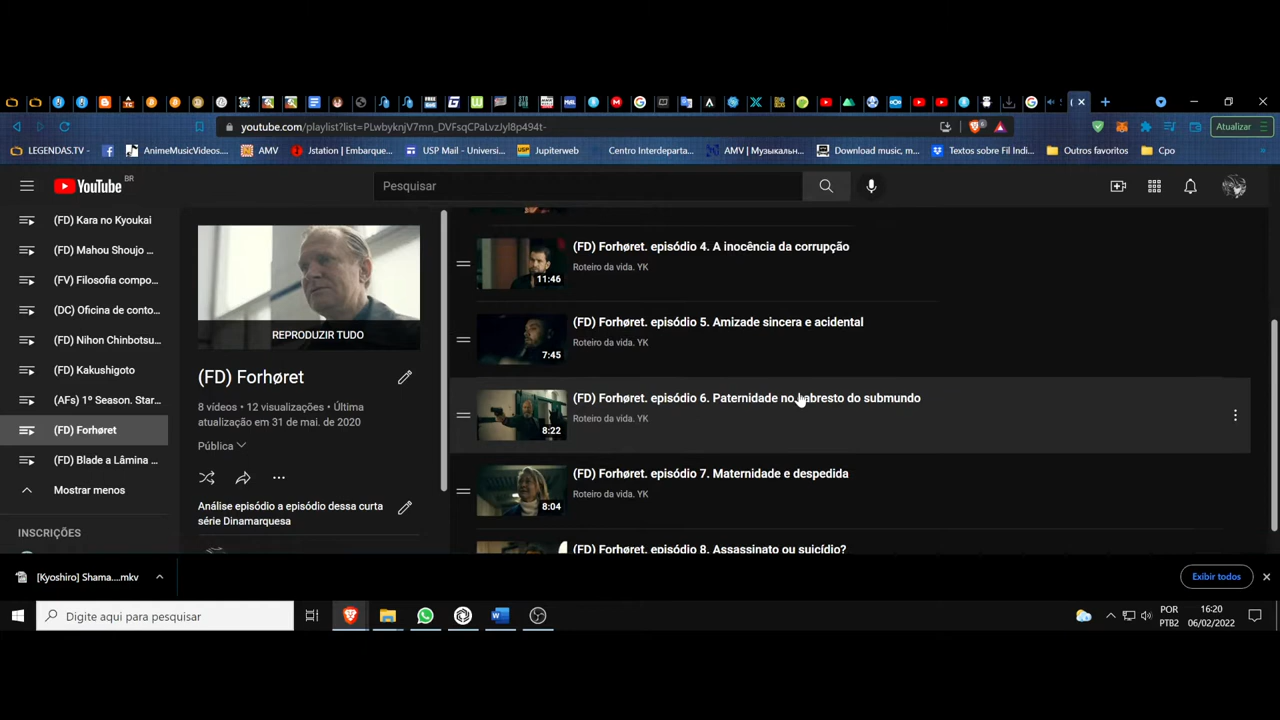 youtube.com/playlist?list=PLwbyknjV7mn_DVFsqCPaLvzJyl8p494t-
Atualizar
LEGENDAS.TV
AnimeMusicVideos...
AMV
Jstation | Embarque...
USP Mail - Universi...
Jupiterweb
Centro Interdeparta...
AMV | Музыкальн...
Download music, m...
Textos sobre Fil Indi...
Outros favoritos
Cpo
YouTube BR
Pesquisar
(FD) Kara no Kyoukai
(FD) Mahou Shoujo ...
(FV) Filosofia compo...
(DC) Oficina de conto...
(FD) Nihon Chinbotsu...
(FD) Kakushigoto
(AFs) 1º Season. Star...
(FD) Forhøret
(FD) Blade a Lâmina ...
Mostrar menos
INSCRIÇÕES
REPRODUZIR TUDO
(FD) Forhøret
8 vídeos • 12 visualizações • Última
atualização em 31 de mai. de 2020
Pública
Análise episódio a episódio dessa curta
série Dinamarquesa
(FD) Forhøret. episódio 4. A inocência da corrupção
Roteiro da vida. YK
11:46
(FD) Forhøret. episódio 5. Amizade sincera e acidental
Roteiro da vida. YK
7:45
(FD) Forhøret. episódio 6. Paternidade no cabresto do submundo
Roteiro da vida. YK
8:22
(FD) Forhøret. episódio 7. Maternidade e despedida
Roteiro da vida. YK
8:04
(FD) Forhøret. episódio 8. Assassinato ou suicídio?
[Kyoshiro] Shama....mkv
Exibir todos
Digite aqui para pesquisar
POR
PTB2
16:20
06/02/2022